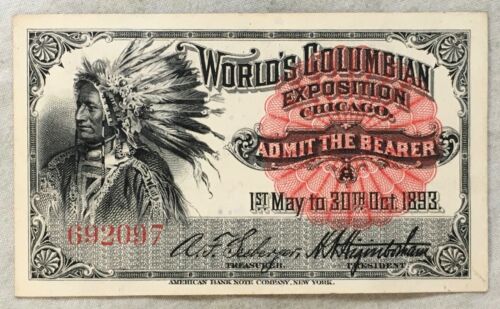 WORLD'S COLUMBIAN
EXPOSITION
CHICAGO.
ADMIT THE BEARER
A
1ST May to 30TH Oct. 1893.
692097
TREASURER.
PRESIDENT
AMERICAN BANK NOTE COMPANY, NEW YORK.